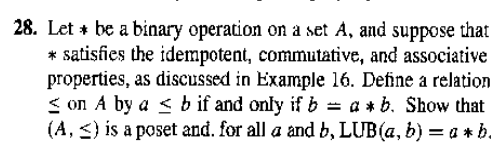 28. Let * be a binary operation on a set A, and suppose that
* satisfies the idempotent, commutative, and associative
properties, as discussed in Example 16. Define a relation
≤ on A by a ≤ b if and only if b = a * b. Show that
(A, ≤) is a poset and. for all a and b, LUB(a, b) = a * b.